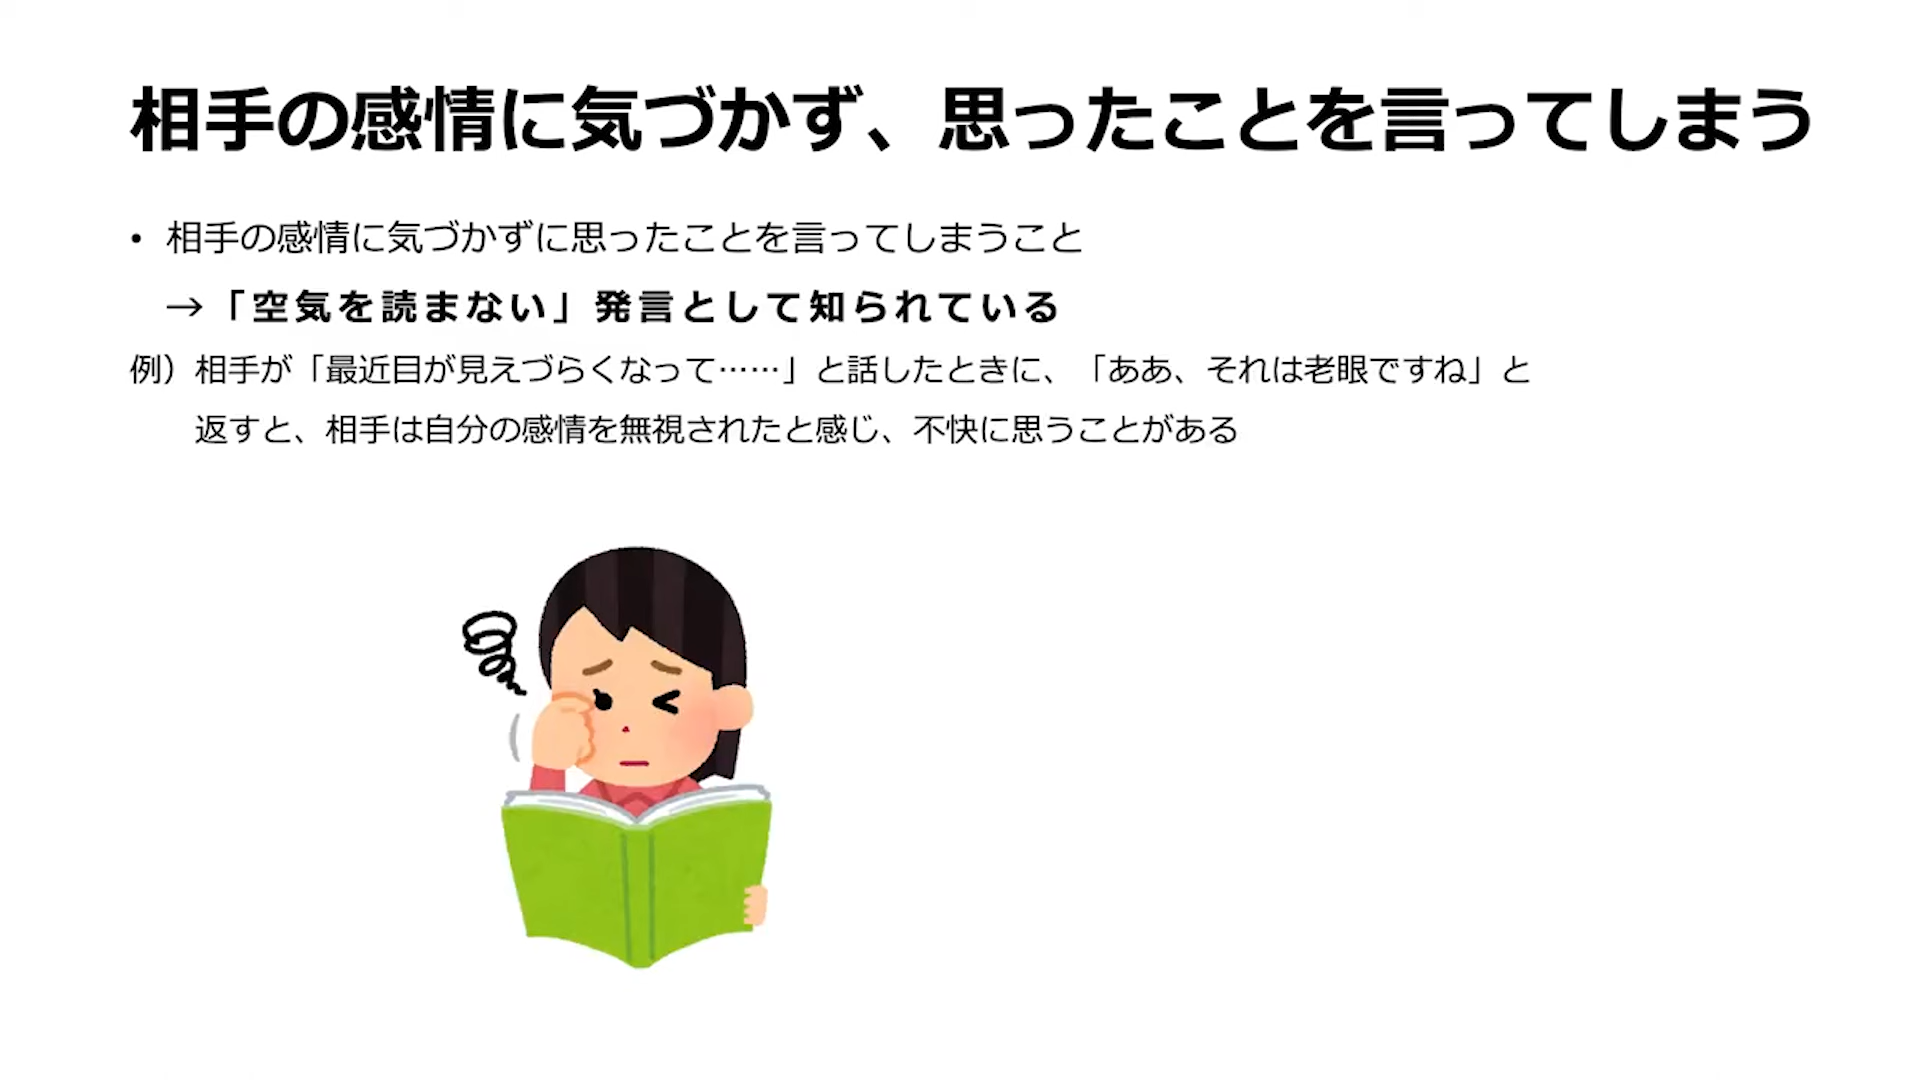 相手の感情に気づかず、思ったことを言ってしまう
• 相手の感情に気づかずに思ったことを言ってしまうこと
→「空気を読まない」発言として知られている
例）相手が「最近目が見えづらくなって……」と話したときに、「ああ、それは老眼ですね」と
返すと、相手は自分の感情を無視されたと感じ、不快に思うことがある